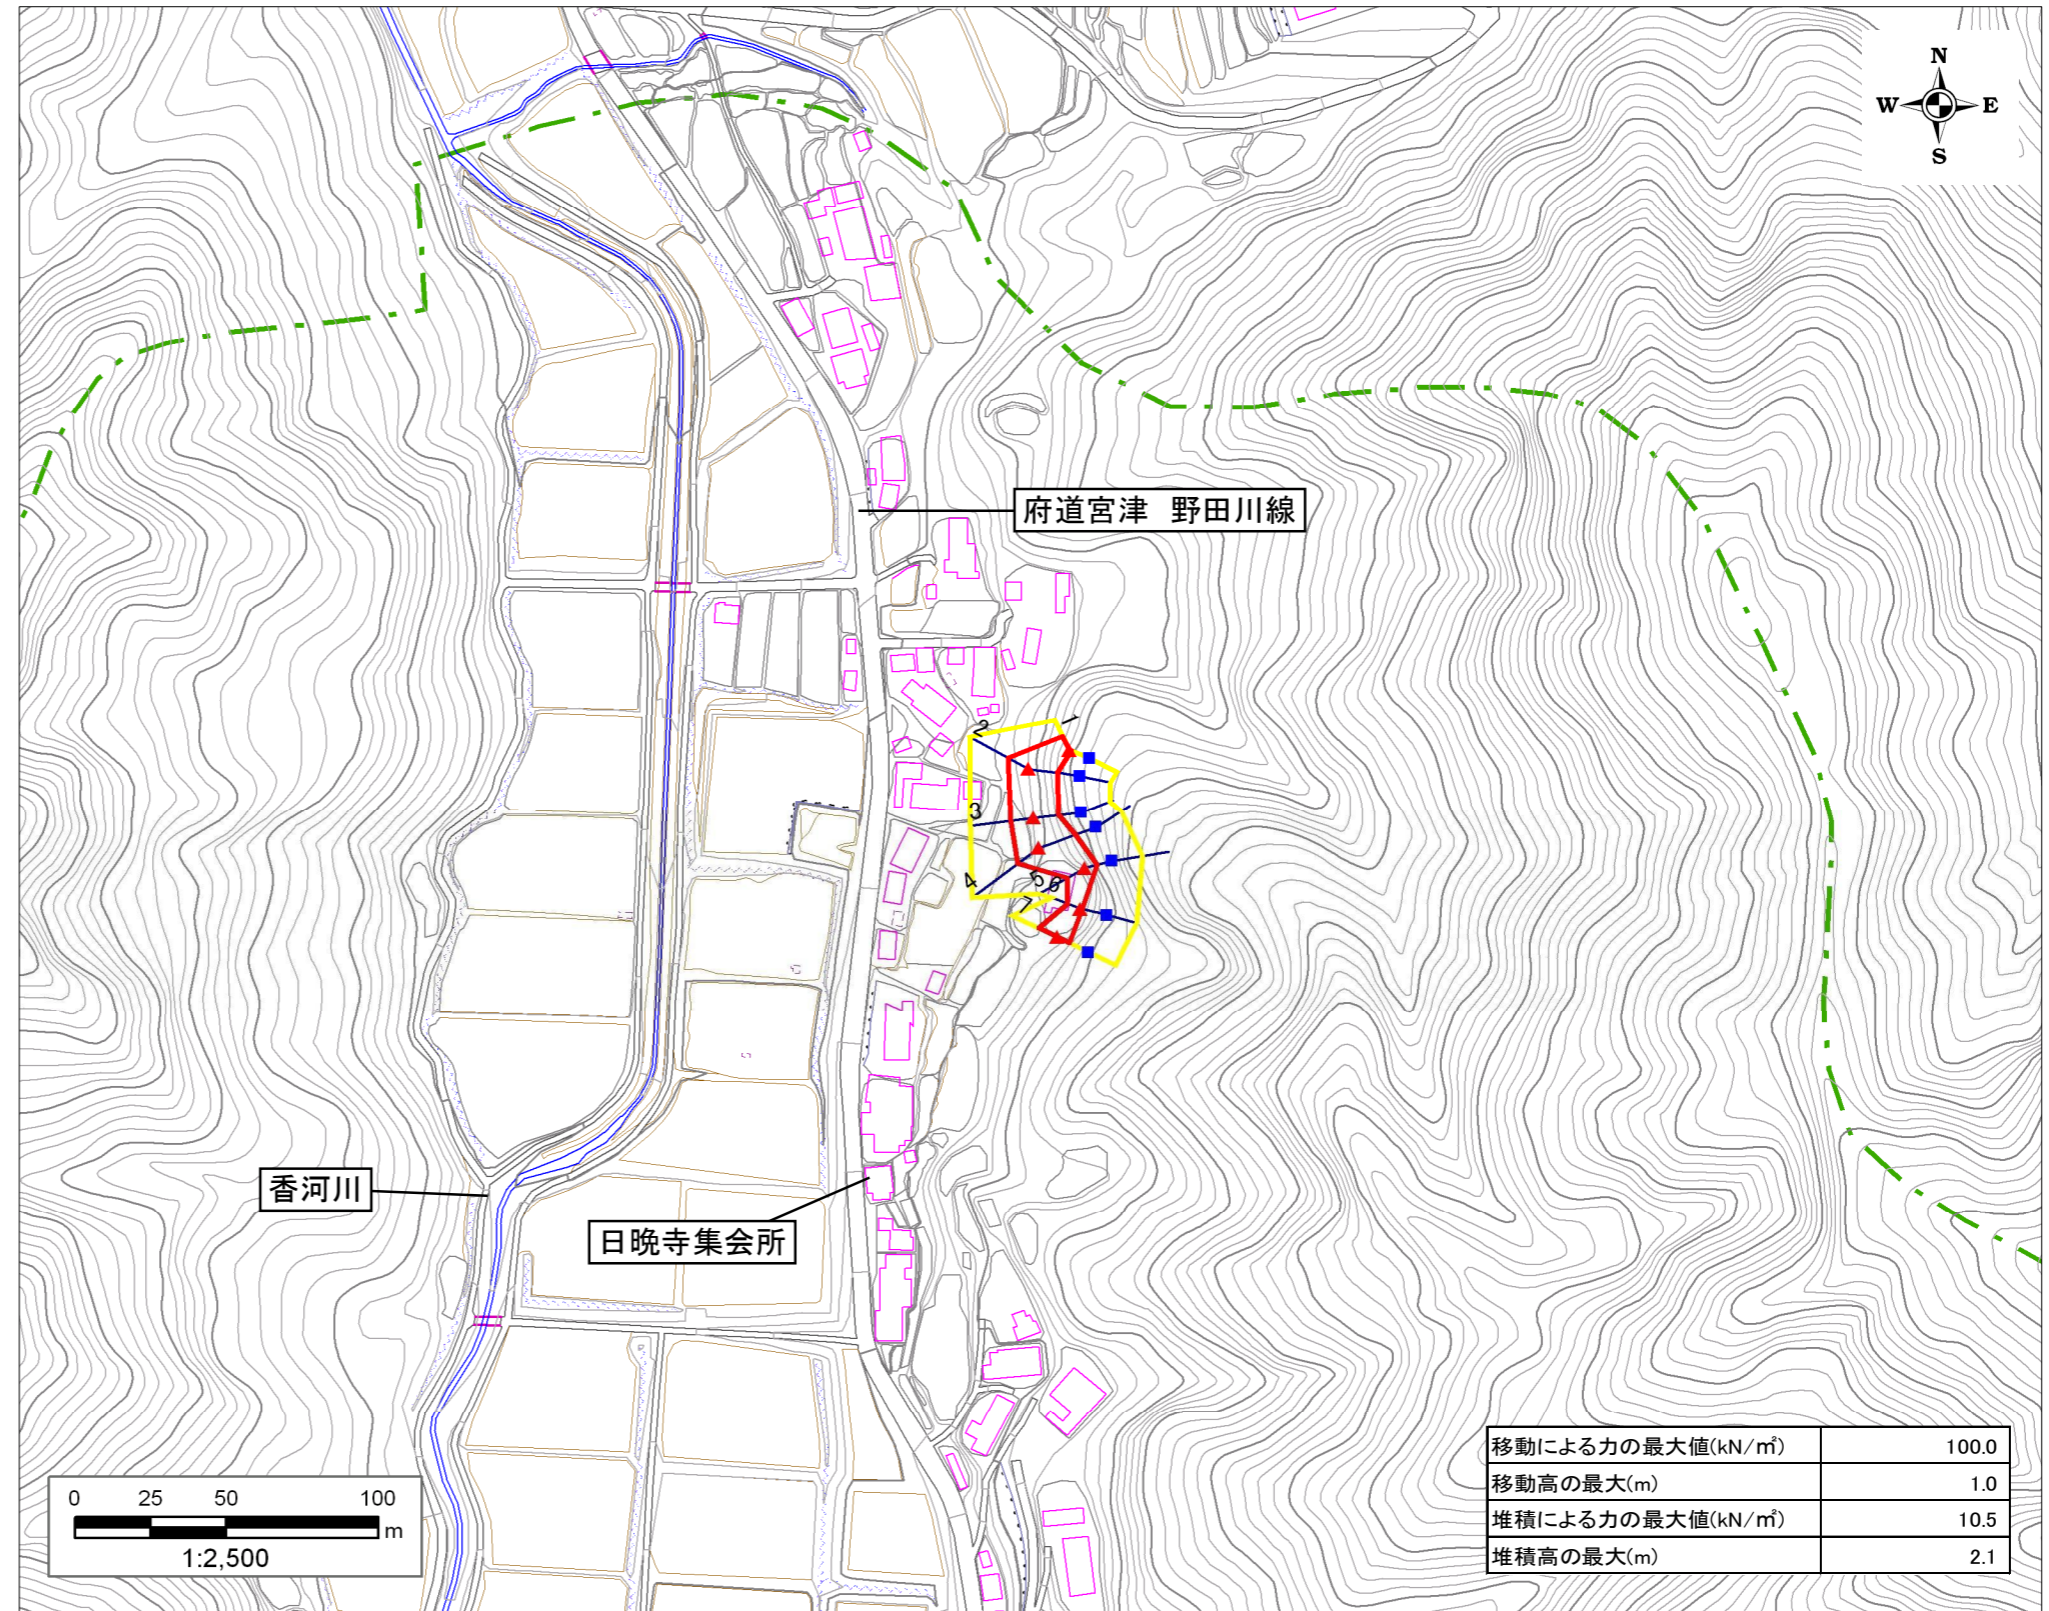 N
W E
S
府道宮津　野田川線
1
2
3
4
5
6
7
香河川
日晩寺集会所
0 25 50 100
m
1:2,500
移動による力の最大値(kN/㎡) 100.0
移動高の最大(m) 1.0
堆積による力の最大値(kN/㎡) 10.5
堆積高の最大(m) 2.1